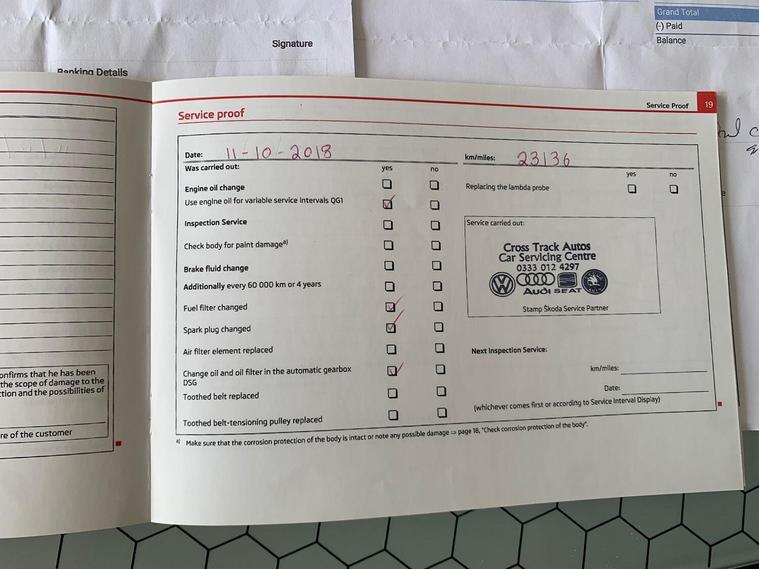 Signature
Banking Details
Grand Total
(-) Paid
Balance
Service Proof 19
Service proof
Date: 11-10-2018
km/miles: 23136
Was carried out: yes no
yes no
Engine oil change
Replacing the lambda probe
Use engine oil for variable service intervals QG1
Inspection Service
Check body for paint damage a)
Brake fluid change
Additionally every 60 000 km or 4 years
Fuel filter changed
Spark plug changed
Air filter element replaced
Change oil and oil filter in the automatic gearbox
DSG
Toothed belt replaced
Toothed belt-tensioning pulley replaced
Service carried out:
Cross Track Autos
Car Servicing Centre
0333 012 4297
Audi SEAT
Stamp Škoda Service Partner
Next Inspection Service:
km/miles:
Date:
(whichever comes first or according to Service Interval Display)
a) Make sure that the corrosion protection of the body is intact or note any possible damage ⇒ page 18, "Check corrosion protection of the body".
onfirms that he has been
the scope of damage to the
ction and the possibilities of
re of the customer